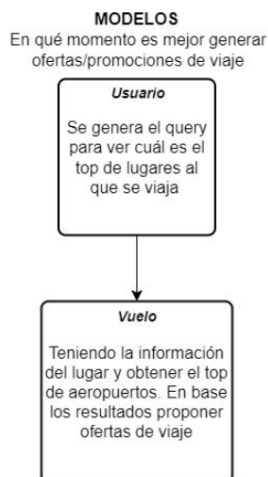 MODELOS
En qué momento es mejor generar
ofertas/promociones de viaje
Usuario
Se genera el query
para ver cuál es el
top de lugares al
que se viaja
Vuelo
Teniendo la información
del lugar y obtener el top
de aeropuertos. En base
los resultados proponer
ofertas de viaje